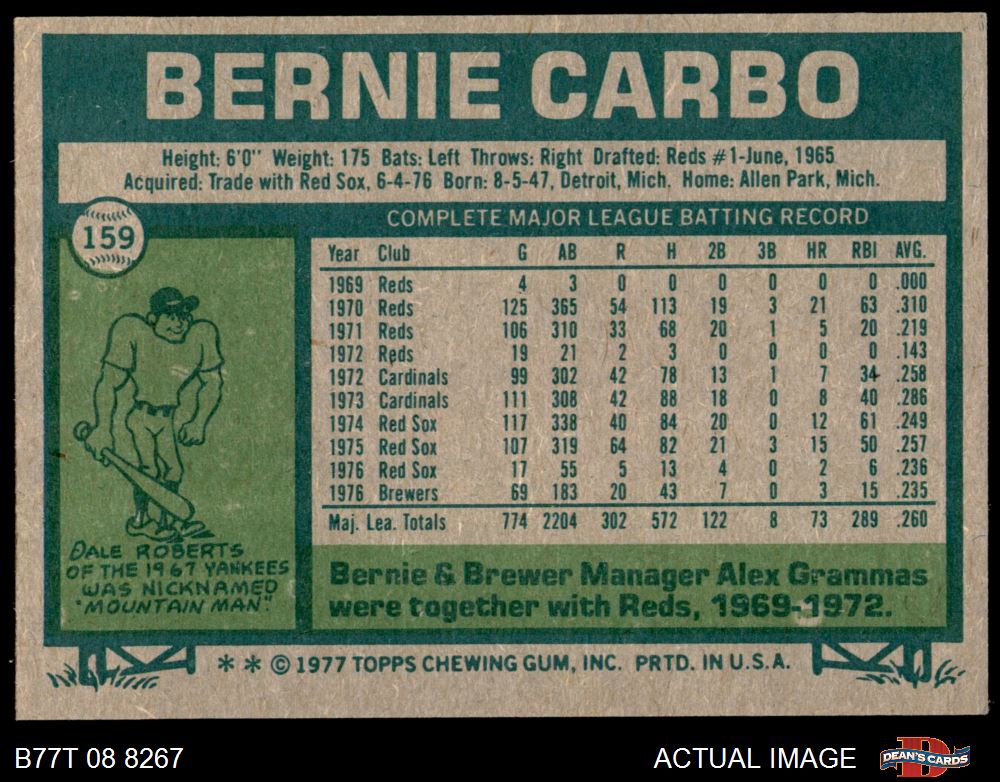 BERNIE CARBO
Height: 6'0" Weight: 175 Bats: Left Throws: Right Drafted: Reds #1-June, 1965
Acquired: Trade with Red Sox, 6-4-76 Born: 8-5-47, Detroit, Mich. Home: Allen Park, Mich.
159
COMPLETE MAJOR LEAGUE BATTING RECORD
Year Club G AB R H 2B 3B HR RBI AVG.
1969 Reds 4 3 0 0 0 0 0 0 .000
1970 Reds 125 365 54 113 19 3 21 63 .310
1971 Reds 106 310 33 68 20 1 5 20 .219
1972 Reds 19 21 2 3 0 0 0 0 .143
1972 Cardinals 99 302 42 78 13 1 7 34 .258
1973 Cardinals 111 308 42 88 18 0 8 40 .286
1974 Red Sox 117 338 40 84 20 0 12 61 .249
1975 Red Sox 107 319 64 82 21 3 15 50 .257
1976 Red Sox 17 55 5 13 4 0 2 6 .236
1976 Brewers 69 183 20 43 7 0 3 15 .235
Maj. Lea. Totals 774 2204 302 572 122 8 73 289 .260
DALE ROBERTS
OF THE 1967 YANKEES
WAS NICKNAMED
"MOUNTAIN MAN"!
Bernie & Brewer Manager Alex Grammas
were together with Reds, 1969-1972.
* * © 1977 TOPPS CHEWING GUM, INC. PRTD. IN U.S.A.
B77T 08 8267
ACTUAL IMAGE
DEAN'S CARDS